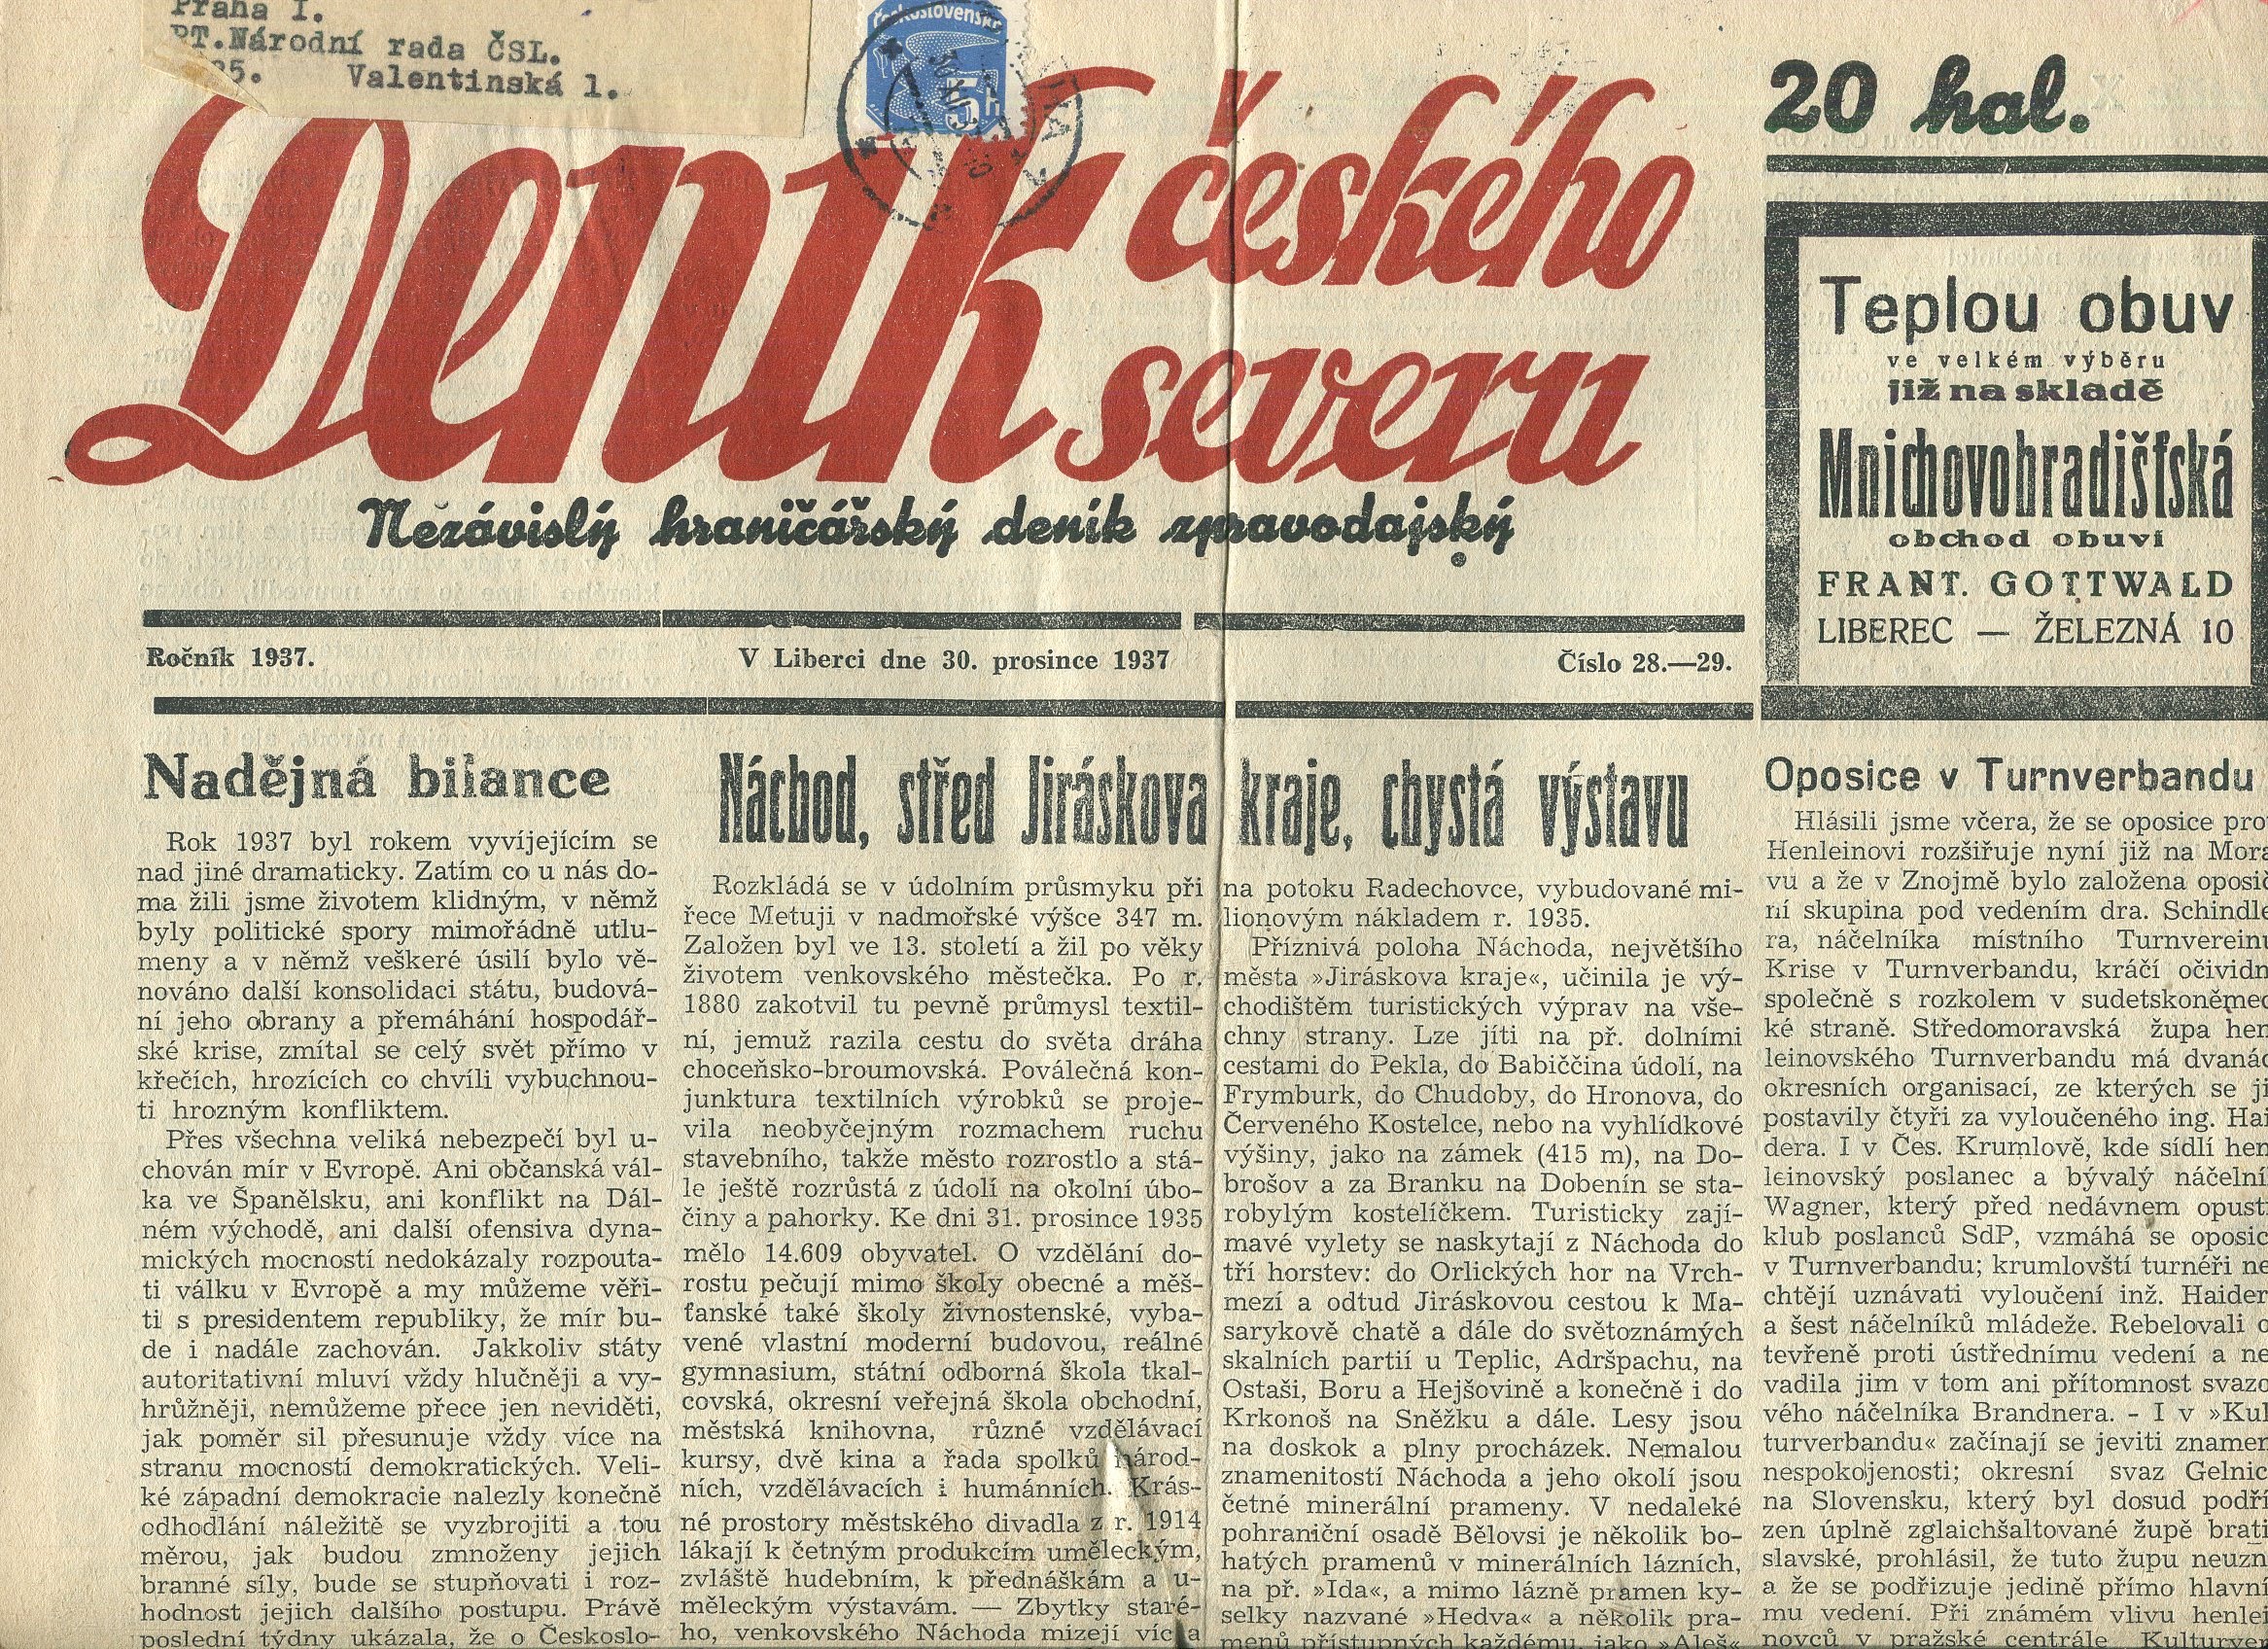 Praha I.
PT.Národní rada ČSL.
Valentinská 1.
Československo
5h
Deník českého
severu
Nezávislý hraničářský deník zpravodajský
Ročník 1937.
V Liberci dne 30. prosince 1937
Číslo 28.—29.
20 hal.
Teplou obuv
ve velkém výběru
již na skladě
Mnichovohradišťská
obchod obuvi
FRANT. GOTTWALD
LIBEREC — ŽELEZNÁ 10
Nadějná bilance
Rok 1937 byl rokem vyvíjejícím se
nad jiné dramaticky. Zatím co u nás do-
ma žili jsme životem klidným, v němž
byly politické spory mimořádně utlu-
meny a v němž veškeré úsilí bylo vě-
nováno další konsolidaci státu, budová-
ní jeho obrany a přemáhání hospodář-
ské krise, zmítal se celý svět přímo v
křečích, hrozících co chvíli vybuchnou-
ti hrozným konfliktem.
Přes všechna veliká nebezpečí byl u-
chován mír v Evropě. Ani občanská vál-
ka ve Španělsku, ani konflikt na Dál-
ném východě, ani další ofensiva dyna-
mických mocností nedokázaly rozpouta-
ti válku v Evropě a my můžeme věři-
ti s presidentem republiky, že mír bu-
de i nadále zachován. Jakkoliv státy
autoritativní mluví vždy hlučněji a vy-
hrůžněji, nemůžeme přece jen neviděti,
jak poměr sil přesunuje vždy více na
stranu mocností demokratických. Veli-
ké západní demokracie nalezly konečně
odhodlání náležitě se vyzbrojiti a tou
měrou, jak budou zmnoženy jejich
branné síly, bude se stupňovati i roz-
hodnost jejich dalšího postupu. Právě
poslední týdny ukázala, že o Českoslo-
Náchod, střed Jiráskova kraje, chystá výstavu
Rozkládá se v údolním průsmyku při
řece Metuji v nadmořské výšce 347 m.
Založen byl ve 13. století a žil po věky
životem venkovského městečka. Po r.
1880 zakotvil tu pevně průmysl textil-
ní, jemuž razila cestu do světa dráha
choceňsko-broumovská. Poválečná kon-
junktura textilních výrobků se proje-
vila neobyčejným rozmachem ruchu
stavebního, takže město rozrostlo a stá-
le ještě rozrůstá z údolí na okolní úbo-
činy a pahorky. Ke dni 31. prosince 1935
mělo 14.609 obyvatel. O vzdělání do-
rostu pečují mimo školy obecné a měš-
ťanské také školy živnostenské, vyba-
vené vlastní moderní budovou, reálné
gymnasium, státní odborná škola tkal-
covská, okresní veřejná škola obchodní,
městská knihovna, různé vzdělávací
kursy, dvě kina a řada spolků národ-
ních, vzdělávacích i humánních. Krás-
né prostory městského divadla z r. 1914
lákají k četným produkcím uměleckým,
zvláště hudebním, k přednáškám a u-
měleckým výstavám. — Zbytky staré-
ho, venkovského Náchoda mizejí víc a
na potoku Radechovce, vybudované mi-
lionovým nákladem r. 1935.
Příznivá poloha Náchoda, největšího
města »Jiráskova kraje«, učinila je vý-
chodištěm turistických výprav na vše-
chny strany. Lze jíti na př. dolními
cestami do Pekla, do Babiččina údolí, na
Frymburk, do Chudoby, do Hronova, do
Červeného Kostelce, nebo na vyhlídkové
výšiny, jako na zámek (415 m), na Do-
brošov a za Branku na Dobenín se sta-
robylým kostelíčkem. Turisticky zají-
mavé vylety se naskytají z Náchoda do
tří horstev: do Orlických hor na Vrch-
mezí a odtud Jiráskovou cestou k Ma-
sarykově chatě a dále do světoznámých
skalních partií u Teplic, Adršpachu, na
Ostaši, Boru a Hejšovině a konečně i do
Krkonoš na Sněžku a dále. Lesy jsou
na doskok a plny procházek. Nemalou
znamenitostí Náchoda a jeho okolí jsou
četné minerální prameny. V nedaleké
pohraniční osadě Bělovsi je několik bo-
hatých pramenů v minerálních lázních,
na př. »Ida«, a mimo lázně pramen ky-
selky nazvané »Hedva« a několik pra-
menů přístupných každému, jako »Aleš«
Oposice v Turnverbandu
Hlásili jsme včera, že se oposice pro
Henleinovi rozšiřuje nyní již na Mora
vu a že v Znojmě bylo založena oposič
ní skupina pod vedením dra. Schindle
ra, náčelníka místního Turnvereinu
Krise v Turnverbandu, kráčí očividn
společně s rozkolem v sudetskoněmec
ké straně. Středomoravská župa hen
leinovského Turnverbandu má dvanác
okresních organisací, ze kterých se ji
postavily čtyři za vyloučeného ing. Hai
dera. I v Čes. Krumlově, kde sídlí hen
leinovský poslanec a bývalý náčelní
Wagner, který před nedávnem opusti
klub poslanců SdP, vzmáhá se oposic
v Turnverbandu; krumlovští turnéři ne
chtějí uznávati vyloučení inž. Haider
a šest náčelníků mládeže. Rebelovali o
tevřeně proti ústřednímu vedení a ne
vadila jim v tom ani přítomnost svazo
vého náčelníka Brandnera. - I v »Kul
turverbandu« začínají se jeviti znamen
nespokojenosti; okresní svaz Gelnic
na Slovensku, který byl dosud podří
zen úplně zglaichšaltované župě brati
slavské, prohlásil, že tuto župu neuzn
a že se podřizuje jedině přímo hlavní
mu vedení. Při známém vlivu henlei
novců v pražské centrále Kulturve